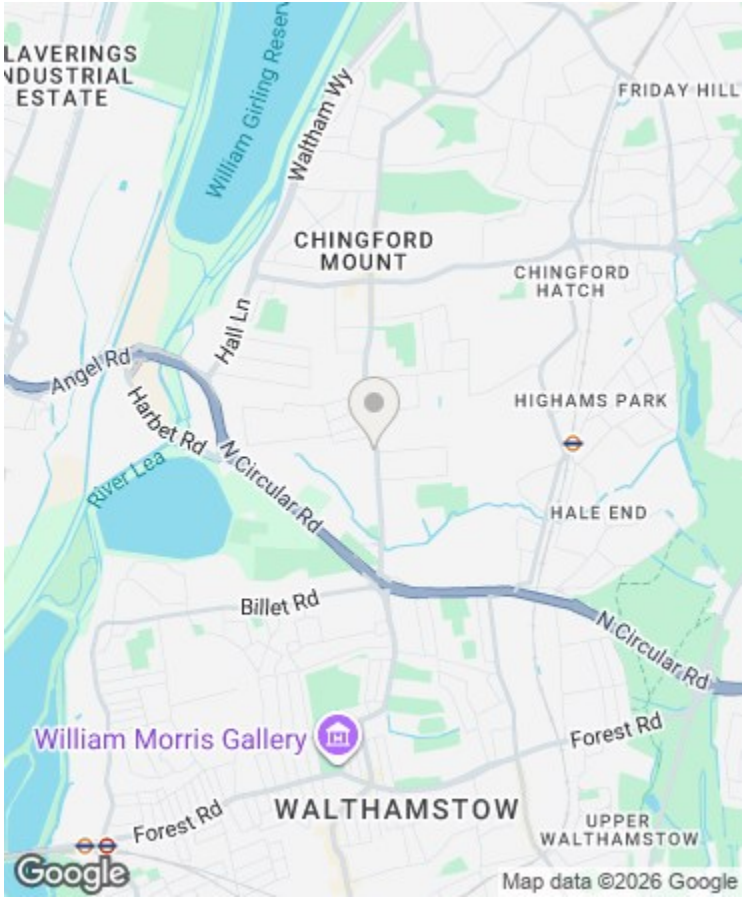 LAVERINGS
NDUSTRIAL
ESTATE
William Girling Reser
Waltham Wy
FRIDAY HILL
CHINGFORD
MOUNT
CHINGFORD
HATCH
Hall Ln
Angel Rd
Harbet Rd
HIGHAMS PARK
River Lea
N Circular Rd
HALE END
Billet Rd
N Circular Rd
William Morris Gallery
Forest Rd
WALTHAMSTOW
Forest Rd
UPPER
WALTHAMSTOW
Google
Map data ©2026 Google